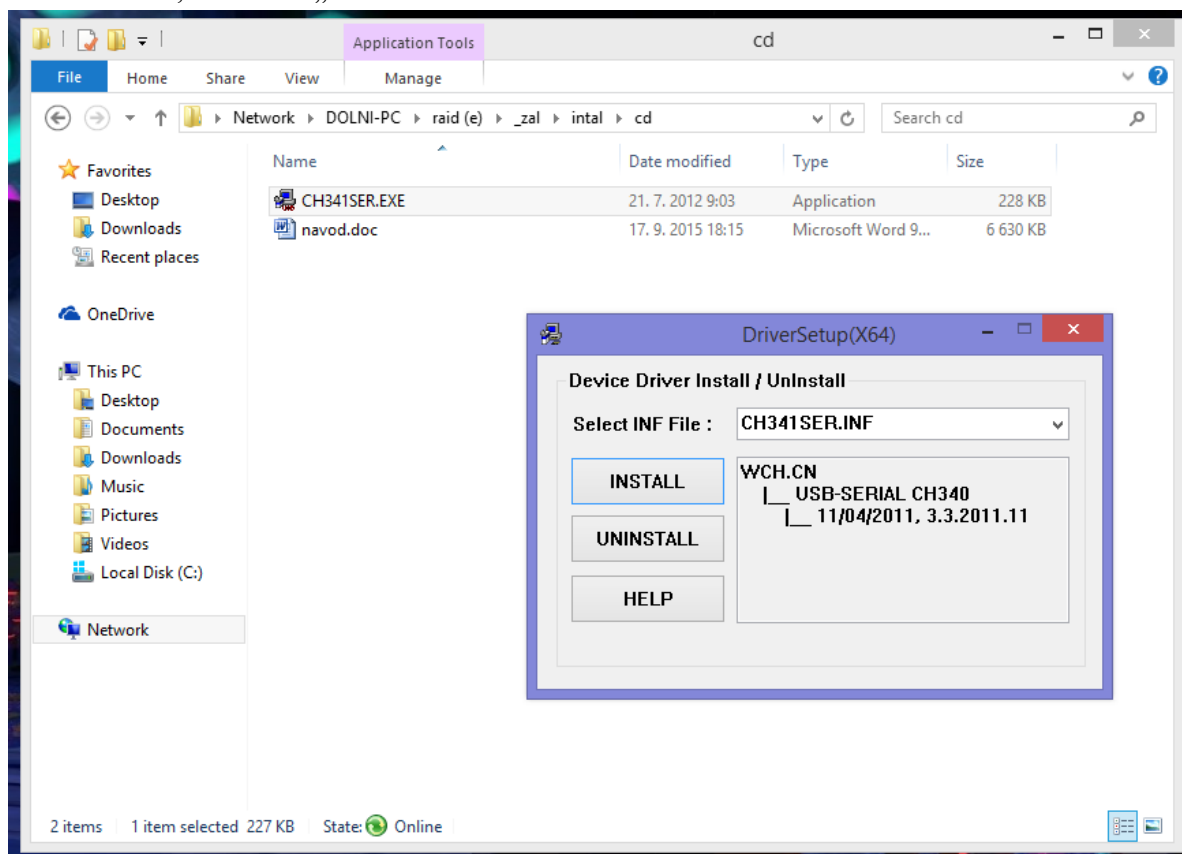 Application Tools
cd
File
Home
Share
View
Manage
Network
DOLNI-PC
raid (e)
_zal
intal
cd
Search cd
Name
Date modified
Type
Size
CH341SER.EXE
21. 7. 2012 9:03
Application
228 KB
navod.doc
17. 9. 2015 18:15
Microsoft Word 9...
6 630 KB
Favorites
Desktop
Downloads
Recent places
OneDrive
This PC
Desktop
Documents
Downloads
Music
Pictures
Videos
Local Disk (C:)
Network
DriverSetup(X64)
Device Driver Install / UnInstall
Select INF File :
CH341SER.INF
INSTALL
UNINSTALL
HELP
WCH.CN
|__ USB-SERIAL CH340
|__ 11/04/2011, 3.3.2011.11
2 items
1 item selected 227 KB
State: Online